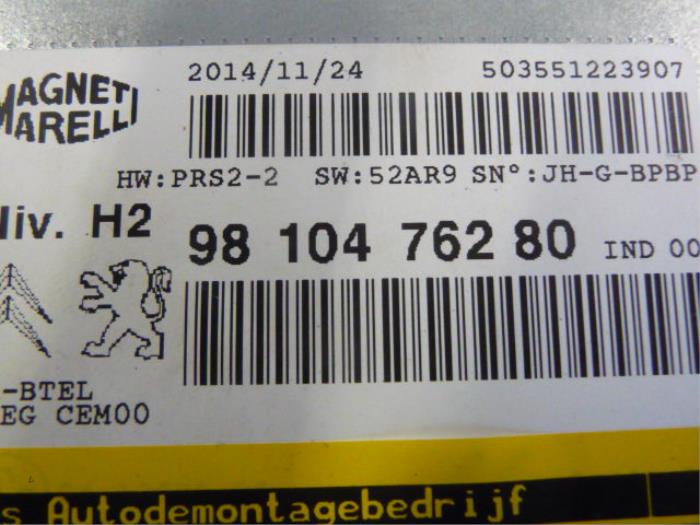 MAGNETI
MARELLI
2014/11/24 503551223907
HW:PRS2-2 SW:52AR9 SN°:JH-G-BPBP
Niv. H2
98 104 762 80 IND 00
-BTEL
EG CEM00
s Autodemontagebedrijf